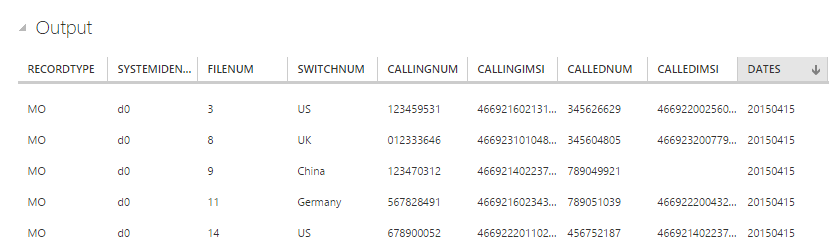 Output
RECORDTYPE SYSTEMIDEN... FILENUM SWITCHNUM CALLINGNUM CALLINGIMSI CALLEDNUM CALLEDIMSI DATES
MO d0 3 US 123459531 466921602131... 345626629 466922002560... 20150415
MO d0 8 UK 012333646 466923101048... 345604805 466923200779... 20150415
MO d0 9 China 123470312 466921402237... 789049921 20150415
MO d0 11 Germany 567828491 466921602343... 789051039 466922200432... 20150415
MO d0 14 US 678900052 466922201102... 456752187 466921402237... 20150415